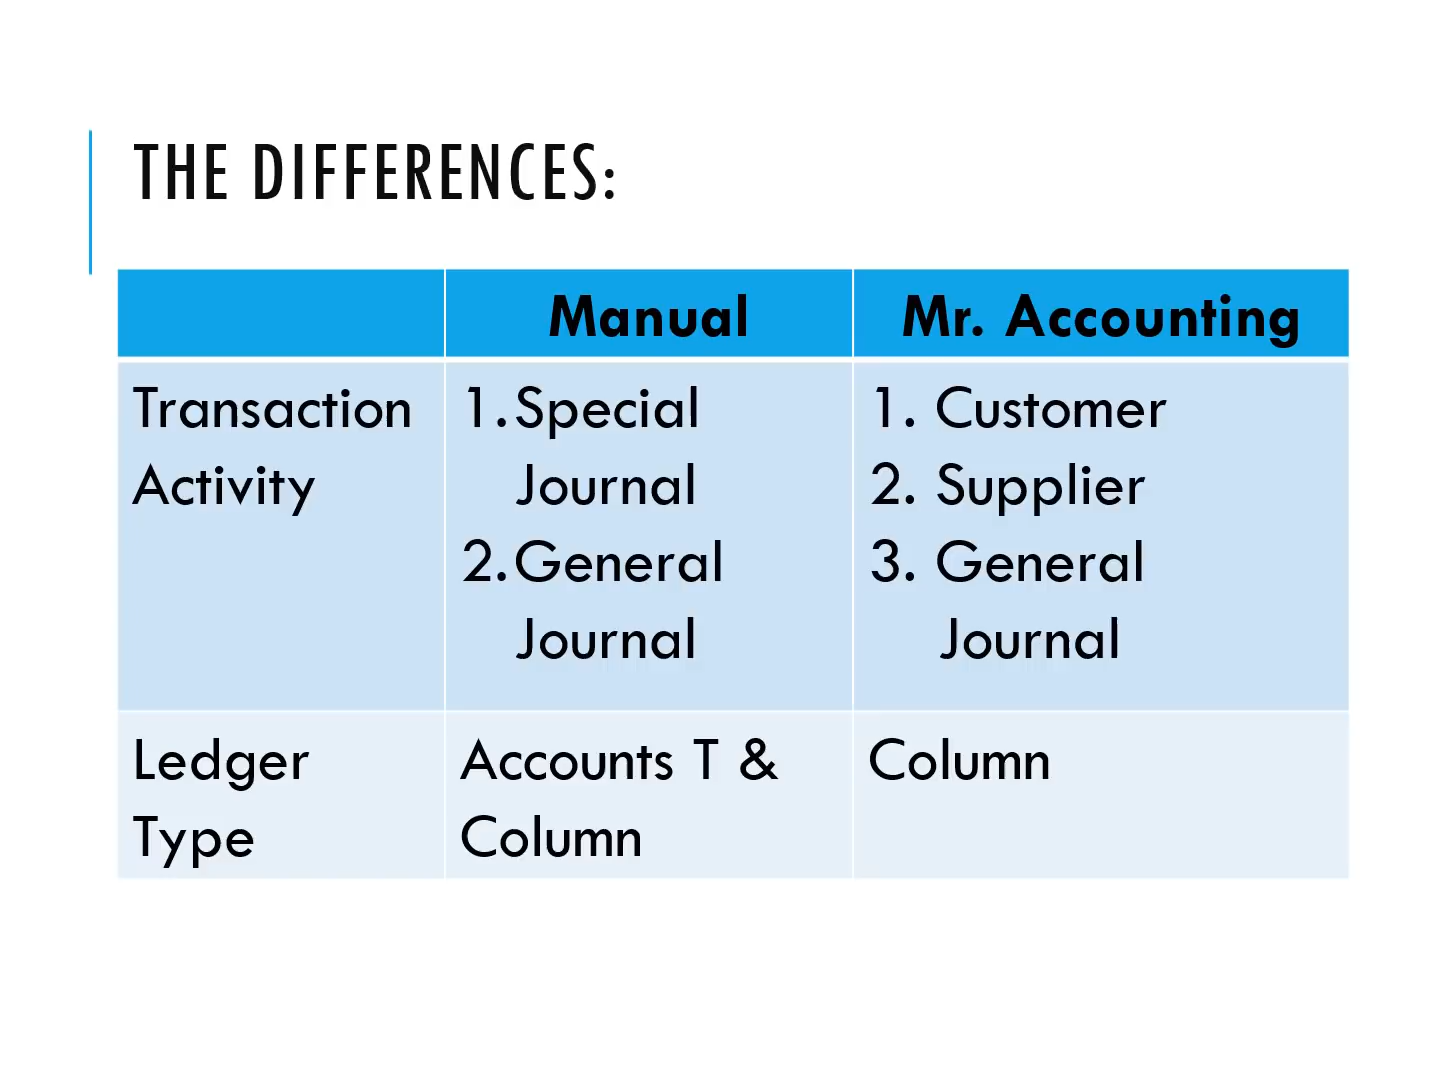 THE DIFFERENCES:
Manual
Mr. Accounting
Transaction
Activity
1. Special
Journal
2. General
Journal
1. Customer
2. Supplier
3. General
Journal
Ledger
Type
Accounts T &
Column
Column